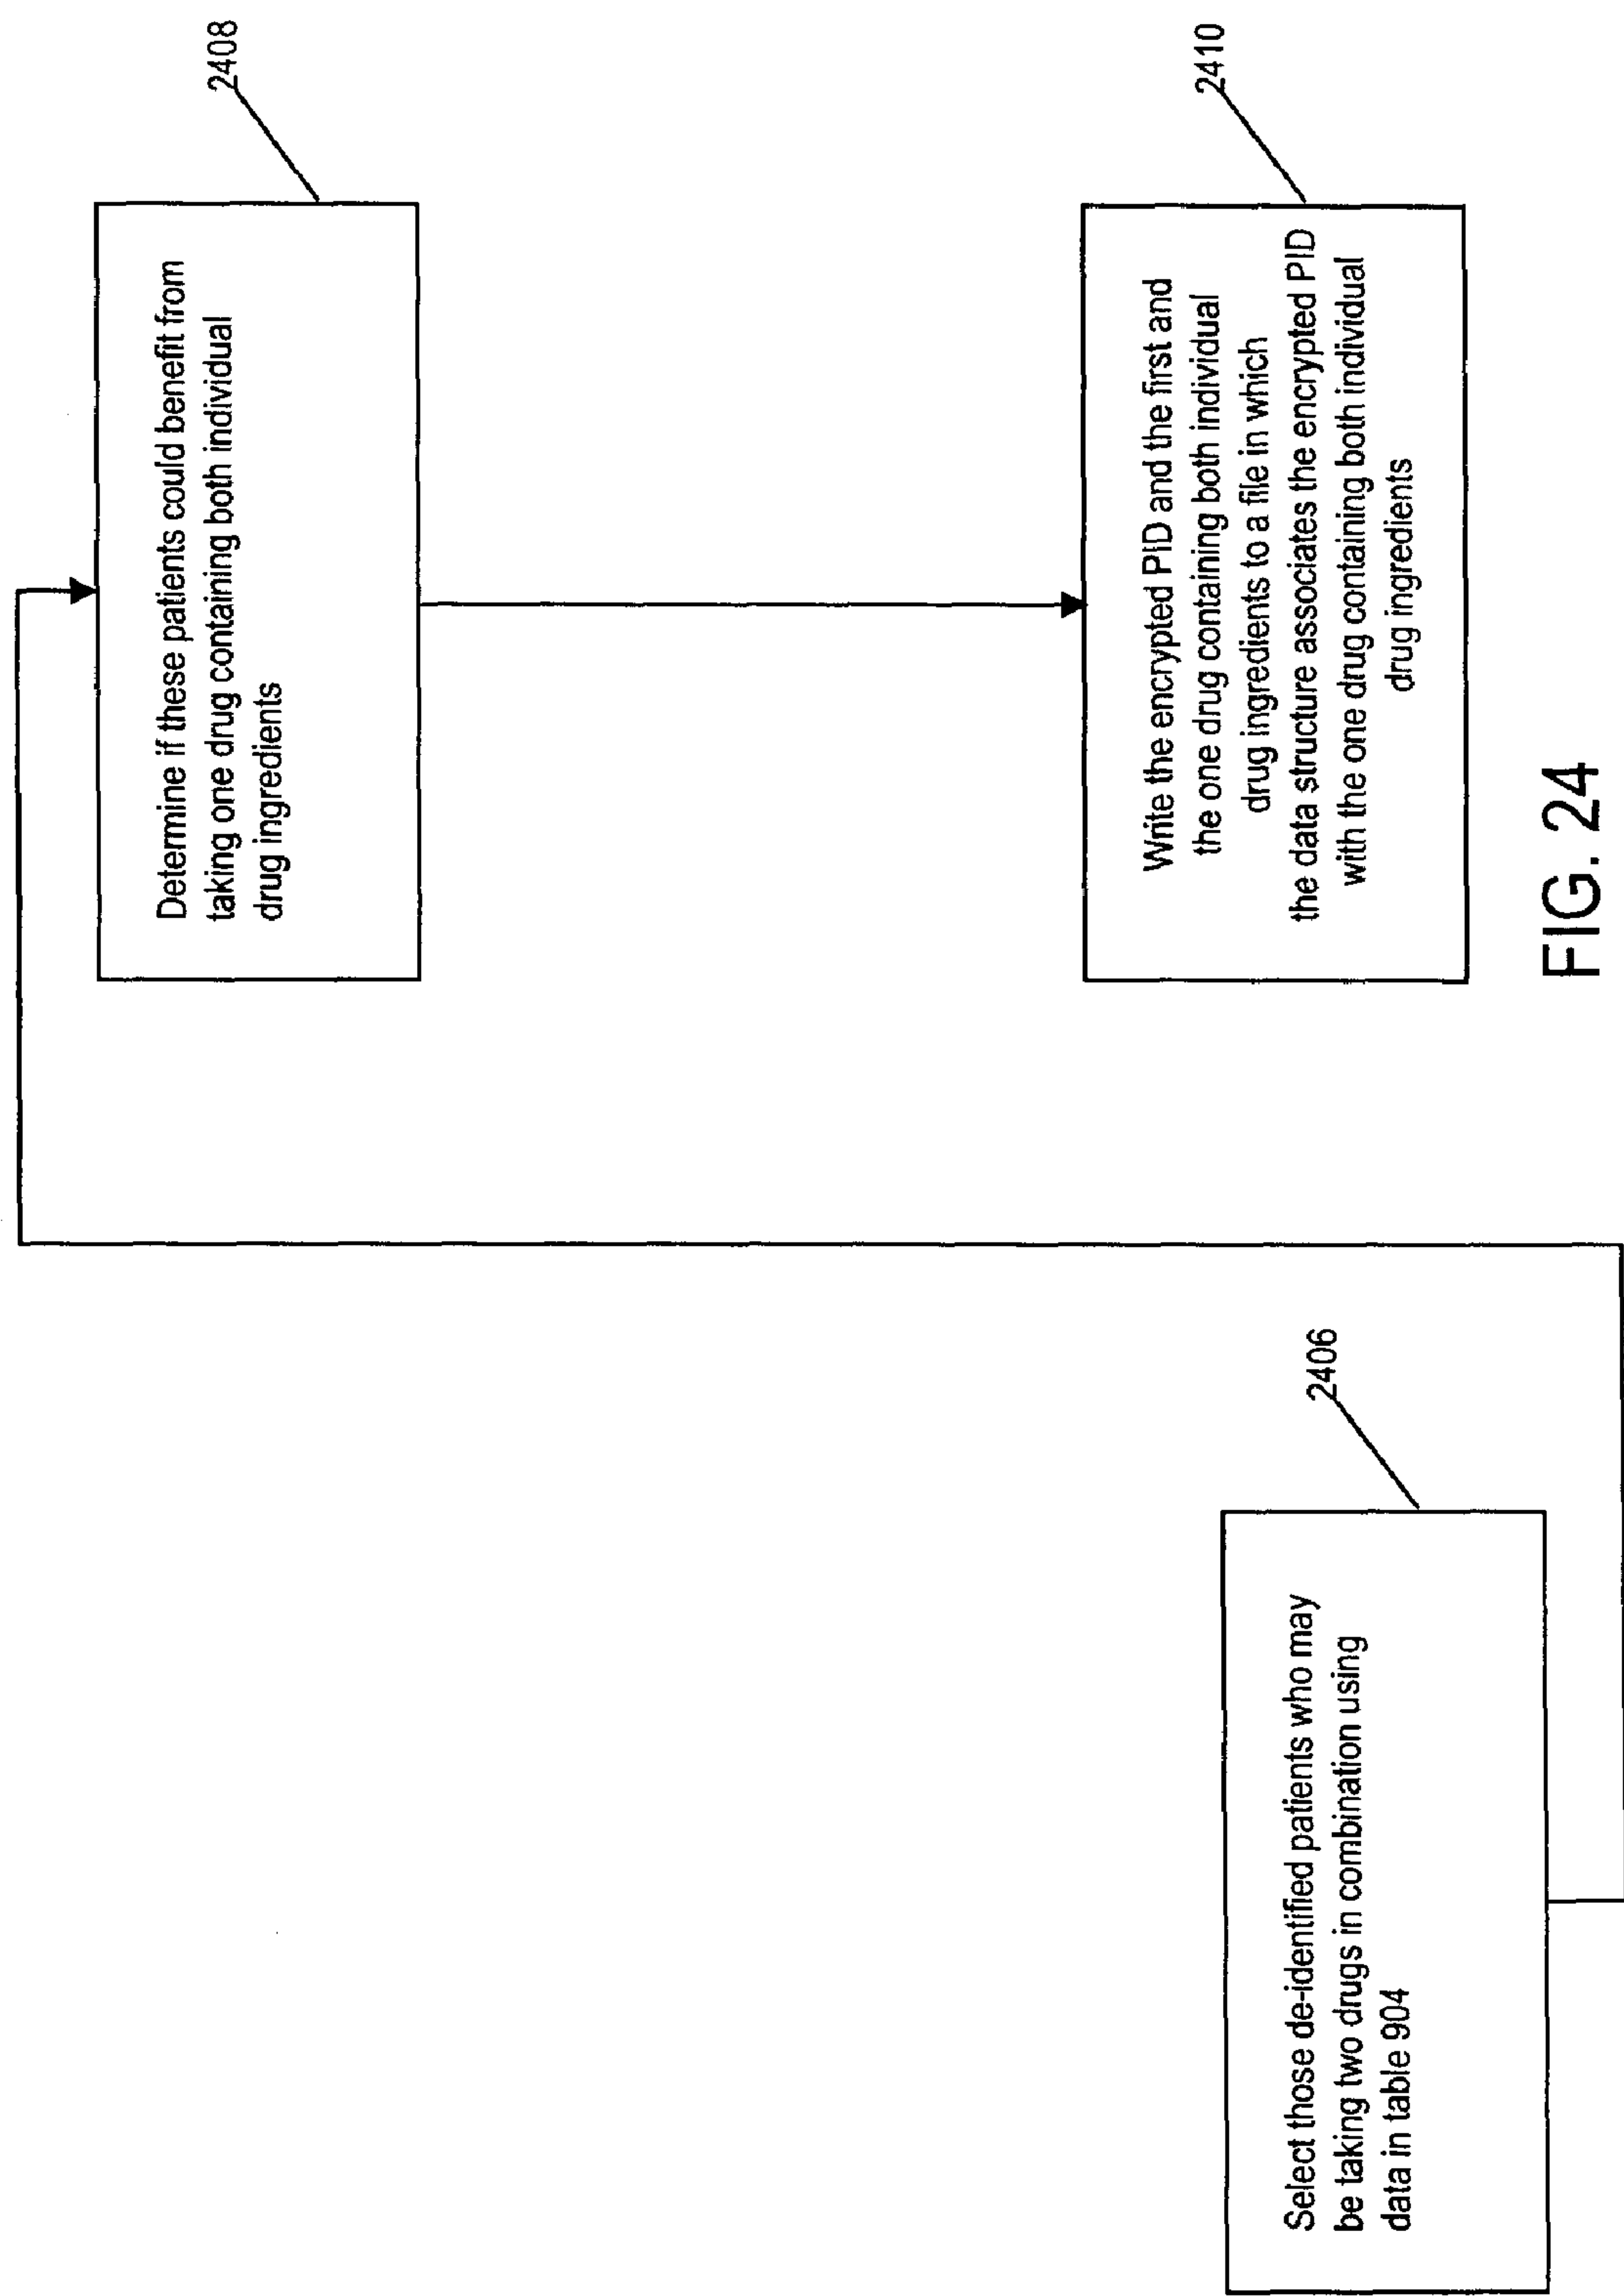 2406
Select those de-identified patients who may
be taking two drugs in combination using
data in table 904
2408
Determine if these patients could benefit from
taking one drug containing both individual
drug ingredients
2410
Write the encrypted PID and the first and
the one drug containing both individual
drug ingredients to a file in which
the data structure associates the encrypted PID
with the one drug containing both individual
drug ingredients
FIG. 24